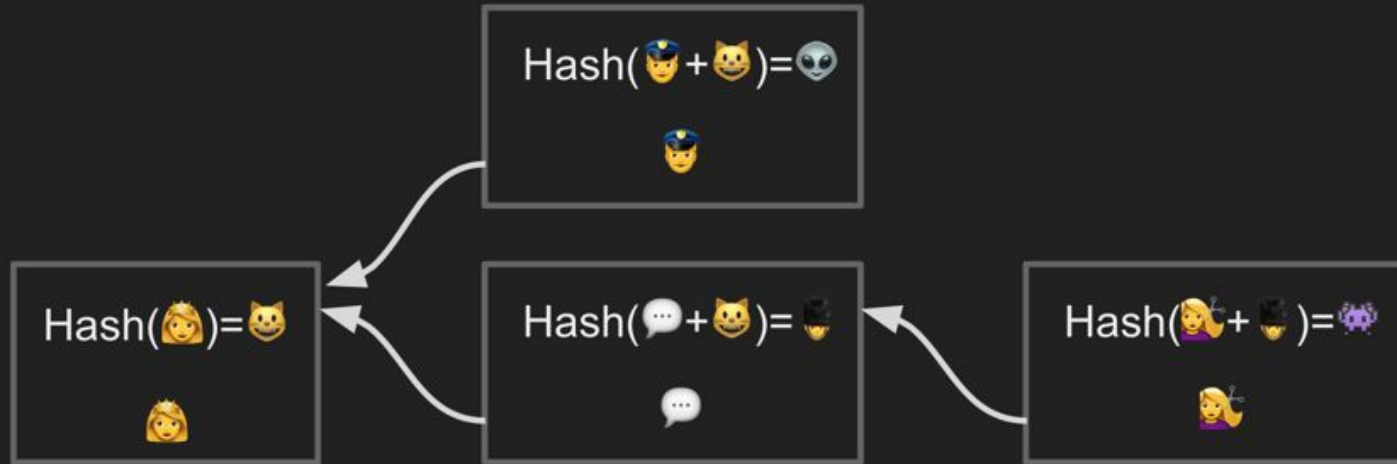 Hash(👮+😺)=👽
👮
Hash(👸)=😺
👸
Hash(💬+😺)=💂
💬
Hash(💇‍♀️+💂)=👾
💇‍♀️